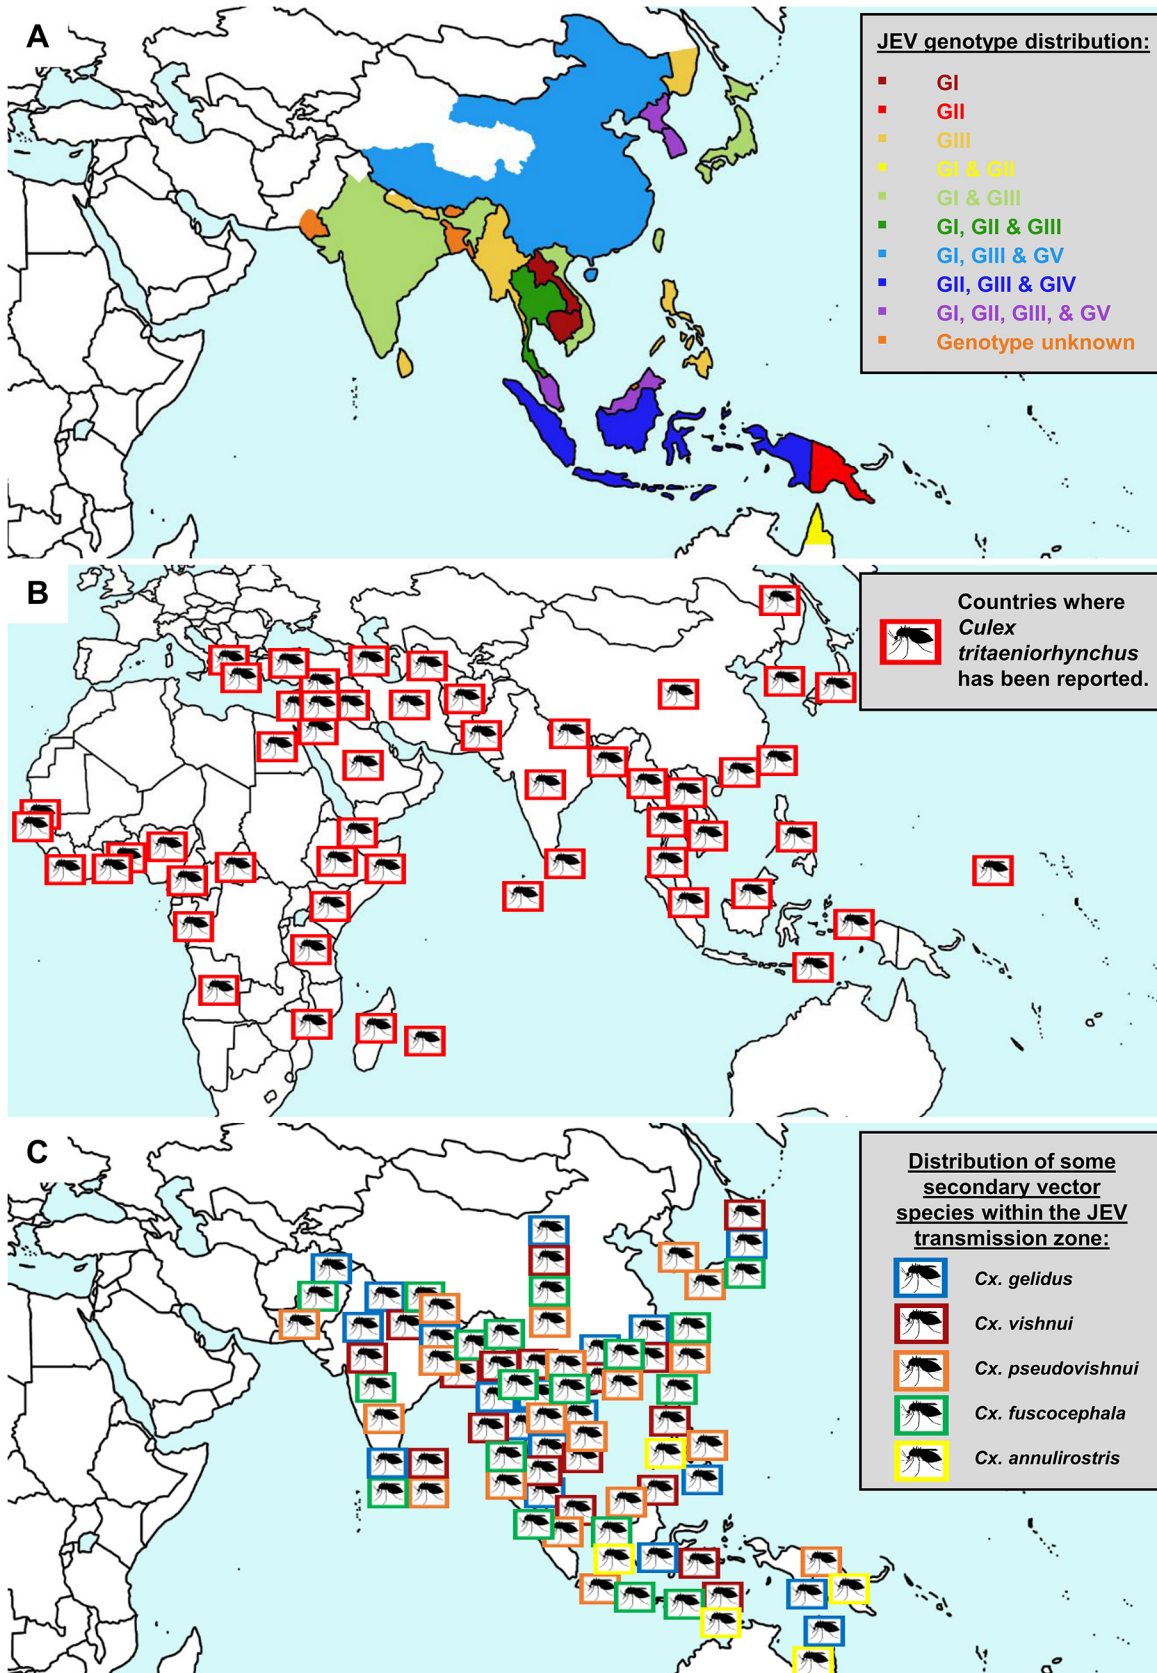 A
JEV genotype distribution:
GI
GII
GIII
GI & GII
GI & GIII
GI, GII & GIII
GI, GIII & GV
GII, GIII & GIV
GI, GII, GIII, & GV
Genotype unknown
B
Countries where
Culex
tritaeniorhynchus
has been reported.
C
Distribution of some
secondary vector
species within the JEV
transmission zone:
Cx. gelidus
Cx. vishnui
Cx. pseudovishnui
Cx. fuscocephala
Cx. annulirostris